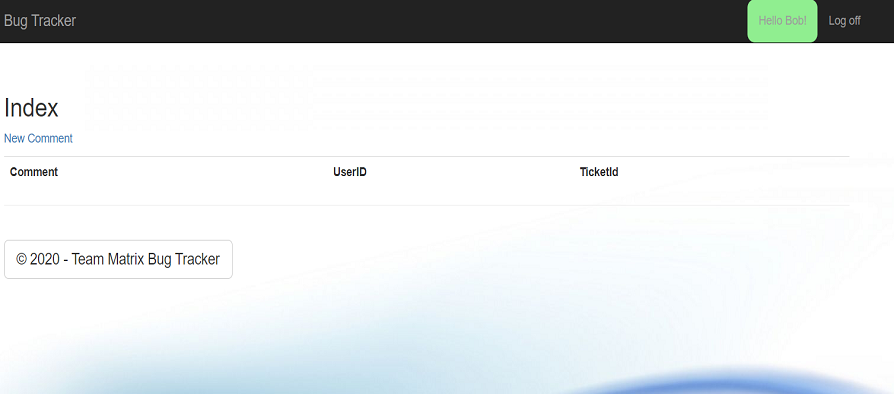 Bug Tracker Hello Bob! Log off
Index
New Comment
Comment UserID TicketId
© 2020 - Team Matrix Bug Tracker